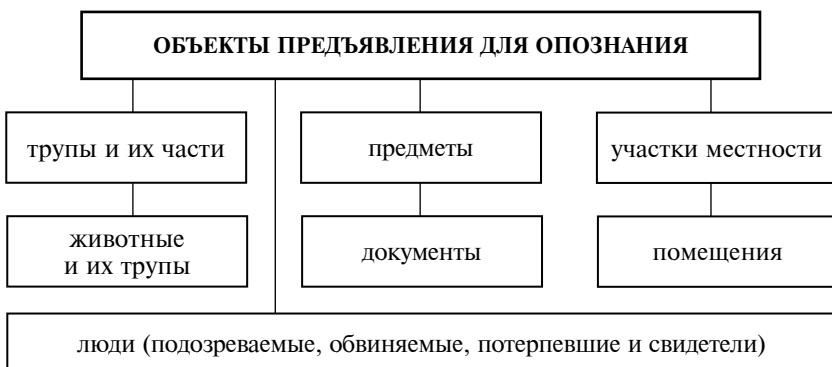 ОБЪЕКТЫ ПРЕДЪЯВЛЕНИЯ ДЛЯ ОПОЗНАНИЯ
трупы и их части
предметы
участки местности
животные
и их трупы
документы
помещения
люди (подозреваемые, обвиняемые, потерпевшие и свидетели)